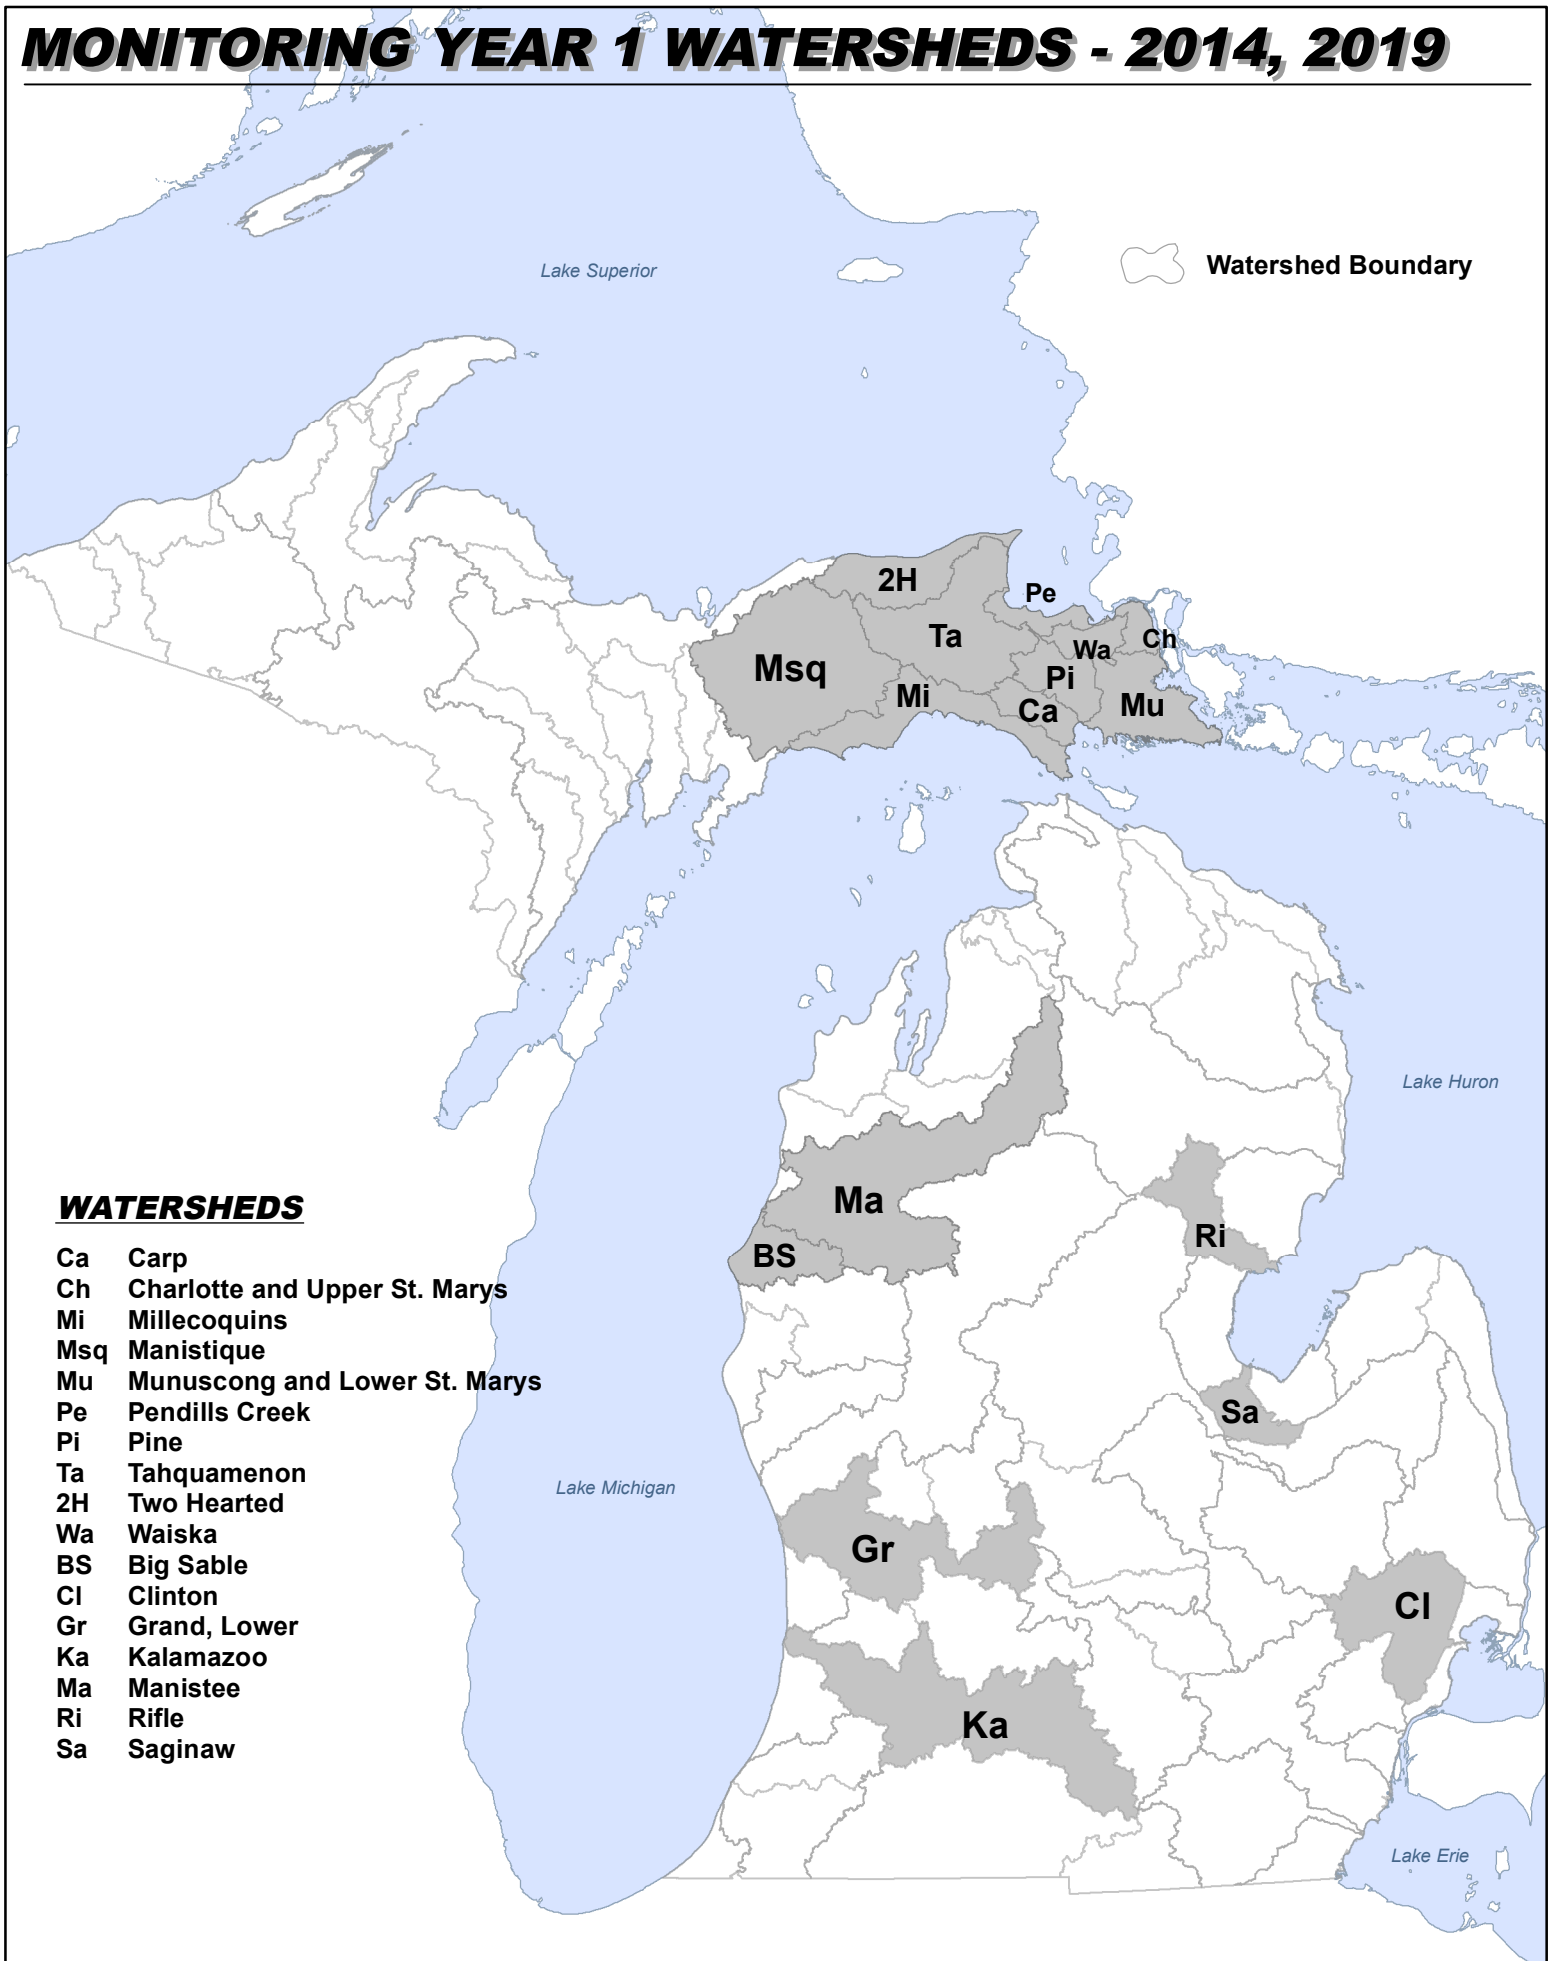 MONITORING YEAR 1 WATERSHEDS - 2014, 2019
Watershed Boundary
Lake Superior
2H
Pe
Ta
Ch
Wa
Msq
Pi
Mi
Ca
Mu
Lake Huron
Ma
Ri
BS
Sa
Lake Michigan
Gr
Cl
Ka
Lake Erie
WATERSHEDS
Ca Carp
Ch Charlotte and Upper St. Marys
Mi Millecoquins
Msq Manistique
Mu Munuscong and Lower St. Marys
Pe Pendills Creek
Pi Pine
Ta Tahquamenon
2H Two Hearted
Wa Waiska
BS Big Sable
Cl Clinton
Gr Grand, Lower
Ka Kalamazoo
Ma Manistee
Ri Rifle
Sa Saginaw